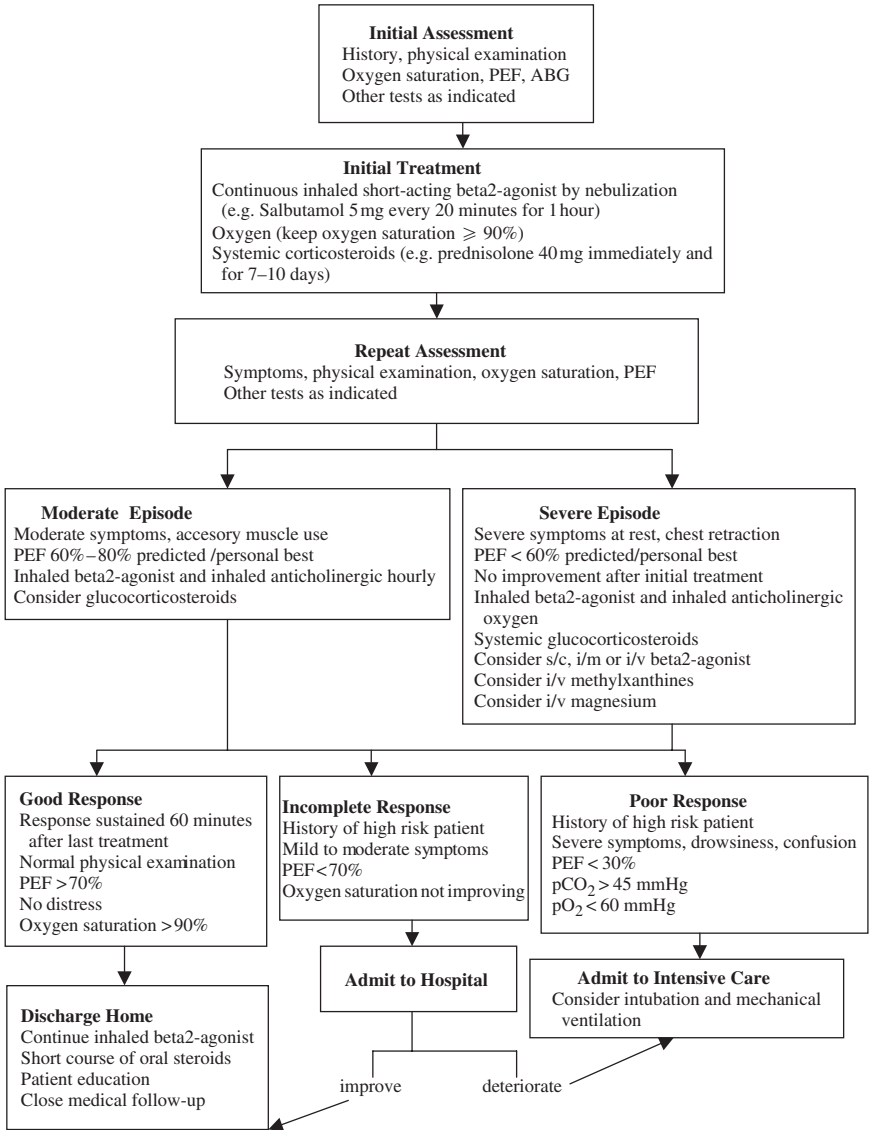 Initial Assessment
History, physical examination
Oxygen saturation, PEF, ABG
Other tests as indicated
Initial Treatment
Continuous inhaled short-acting beta2-agonist by nebulization
(e.g. Salbutamol 5 mg every 20 minutes for 1 hour)
Oxygen (keep oxygen saturation ⩾ 90%)
Systemic corticosteroids (e.g. prednisolone 40 mg immediately and
for 7–10 days)
Repeat Assessment
Symptoms, physical examination, oxygen saturation, PEF
Other tests as indicated
Moderate Episode
Moderate symptoms, accesory muscle use
PEF 60%–80% predicted /personal best
Inhaled beta2-agonist and inhaled anticholinergic hourly
Consider glucocorticosteroids
Severe Episode
Severe symptoms at rest, chest retraction
PEF < 60% predicted/personal best
No improvement after initial treatment
Inhaled beta2-agonist and inhaled anticholinergic
oxygen
Systemic glucocorticosteroids
Consider s/c, i/m or i/v beta2-agonist
Consider i/v methylxanthines
Consider i/v magnesium
Good Response
Response sustained 60 minutes
after last treatment
Normal physical examination
PEF >70%
No distress
Oxygen saturation >90%
Incomplete Response
History of high risk patient
Mild to moderate symptoms
PEF<70%
Oxygen saturation not improving
Poor Response
History of high risk patient
Severe symptoms, drowsiness, confusion
PEF < 30%
pCO₂ > 45 mmHg
pO₂ < 60 mmHg
Admit to Hospital
Admit to Intensive Care
Consider intubation and mechanical
ventilation
Discharge Home
Continue inhaled beta2-agonist
Short course of oral steroids
Patient education
Close medical follow-up
improve
deteriorate